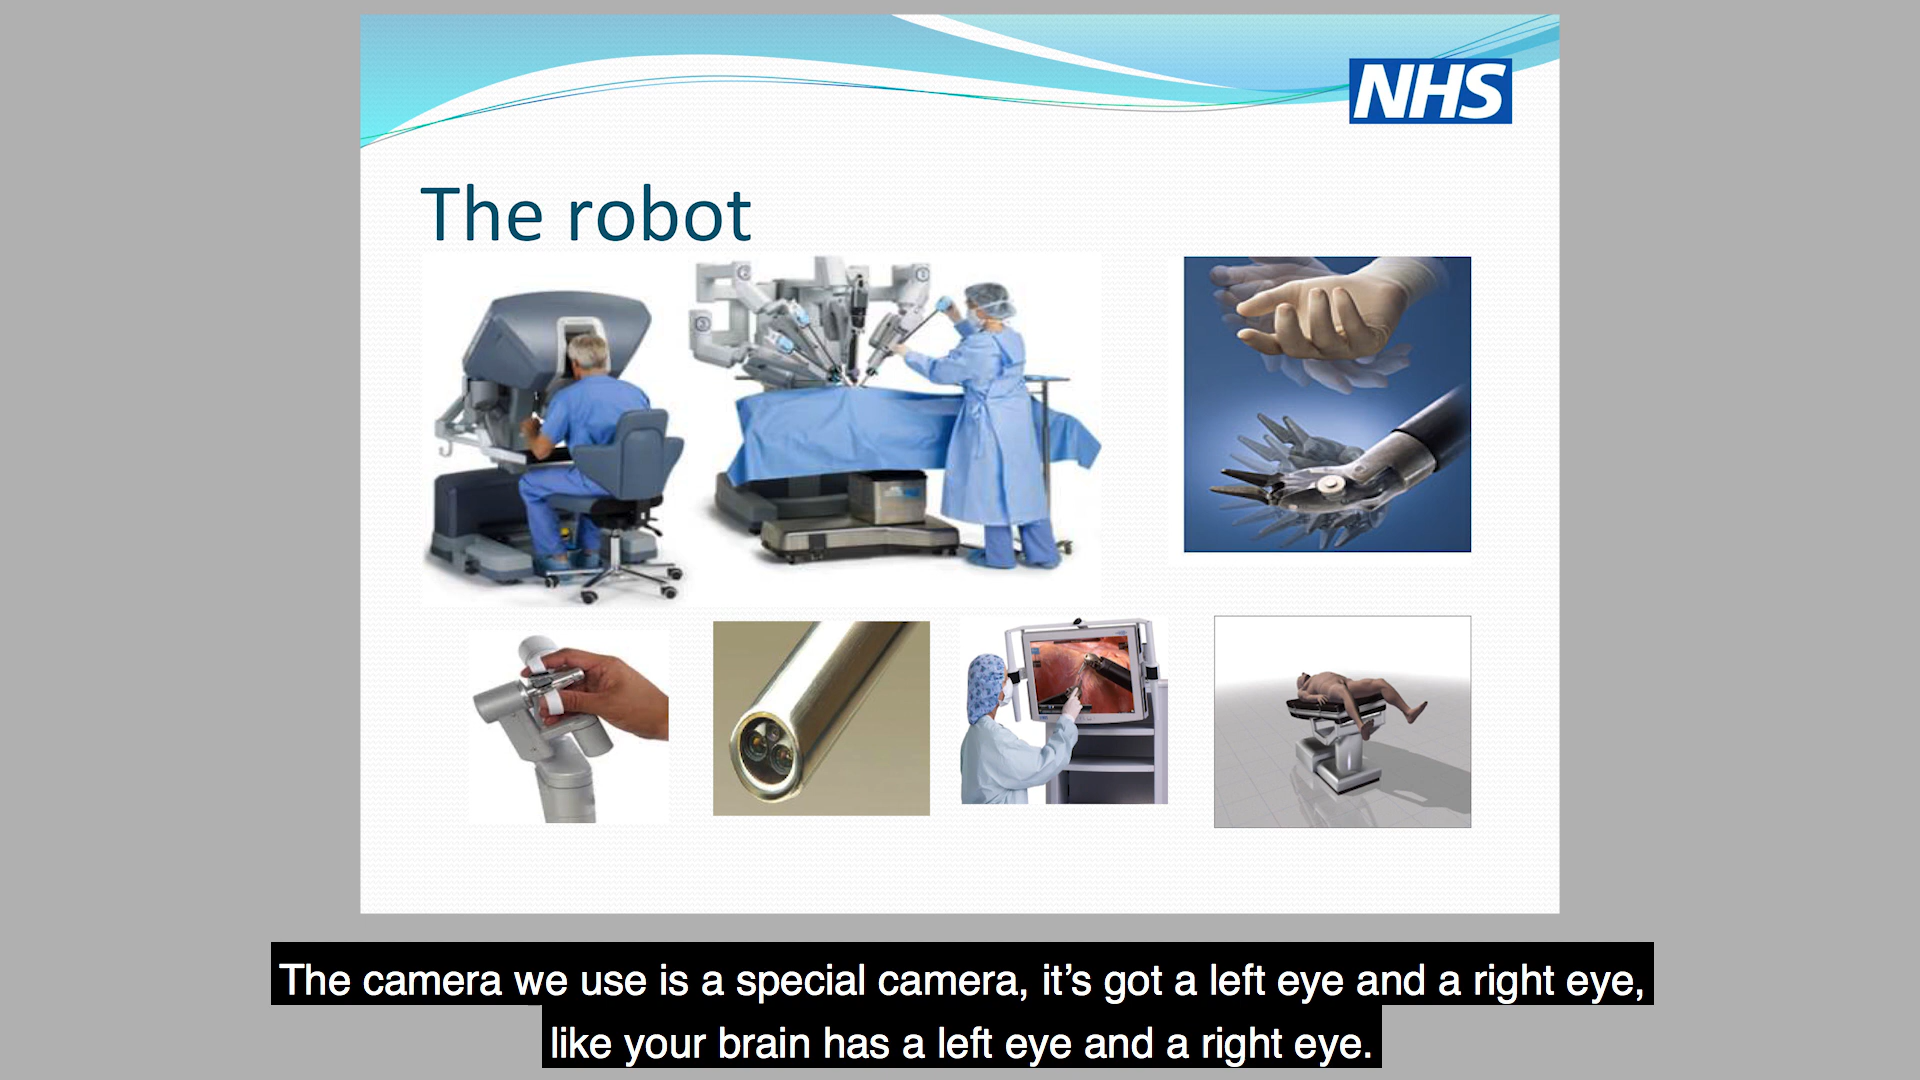 NHS
The robot
The camera we use is a special camera, it’s got a left eye and a right eye,
like your brain has a left eye and a right eye.